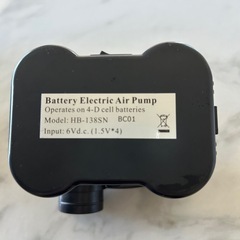 Battery Electric Air Pump
Operates on 4-D cell batteries
Model: HB-138SN BC01
Input: 6Vd.c. (1.5V*4)